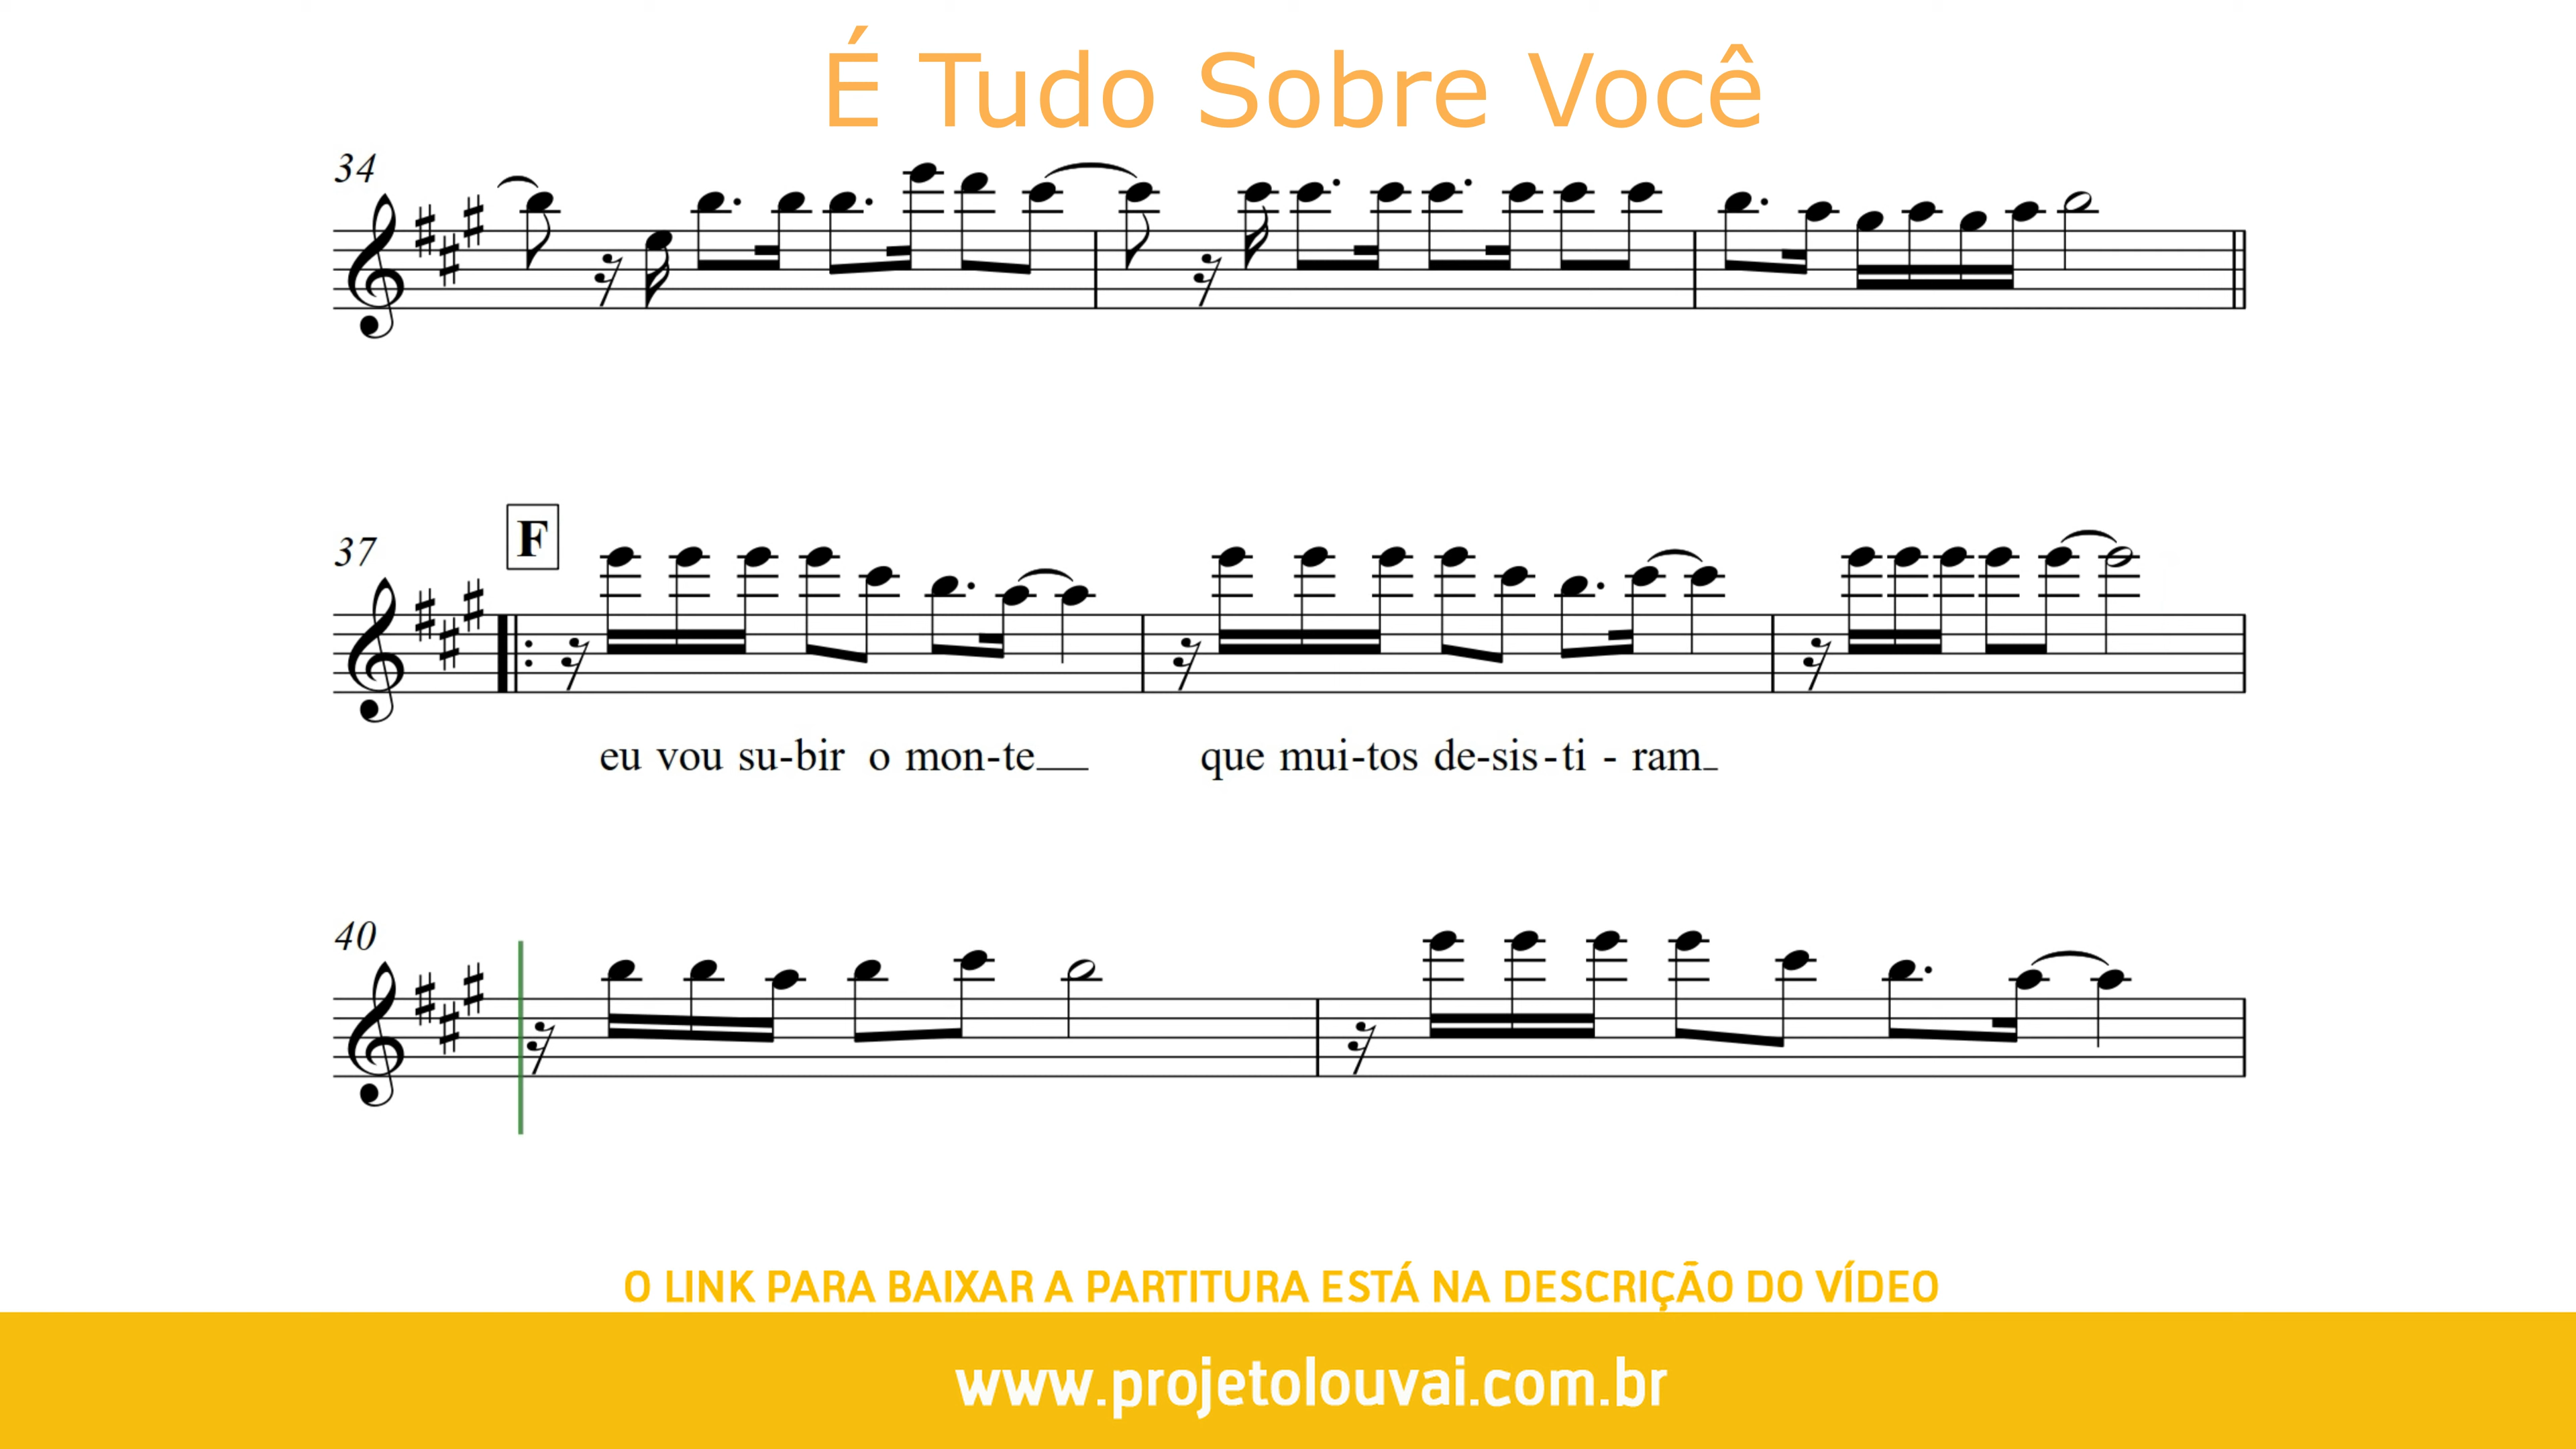 É Tudo Sobre Você
34
37
F
eu vou su-bir o mon-te que mui-tos de-sis-ti-ram
40
O LINK PARA BAIXAR A PARTITURA ESTÁ NA DESCRIÇÃO DO VÍDEO
www.projetolouvai.com.br